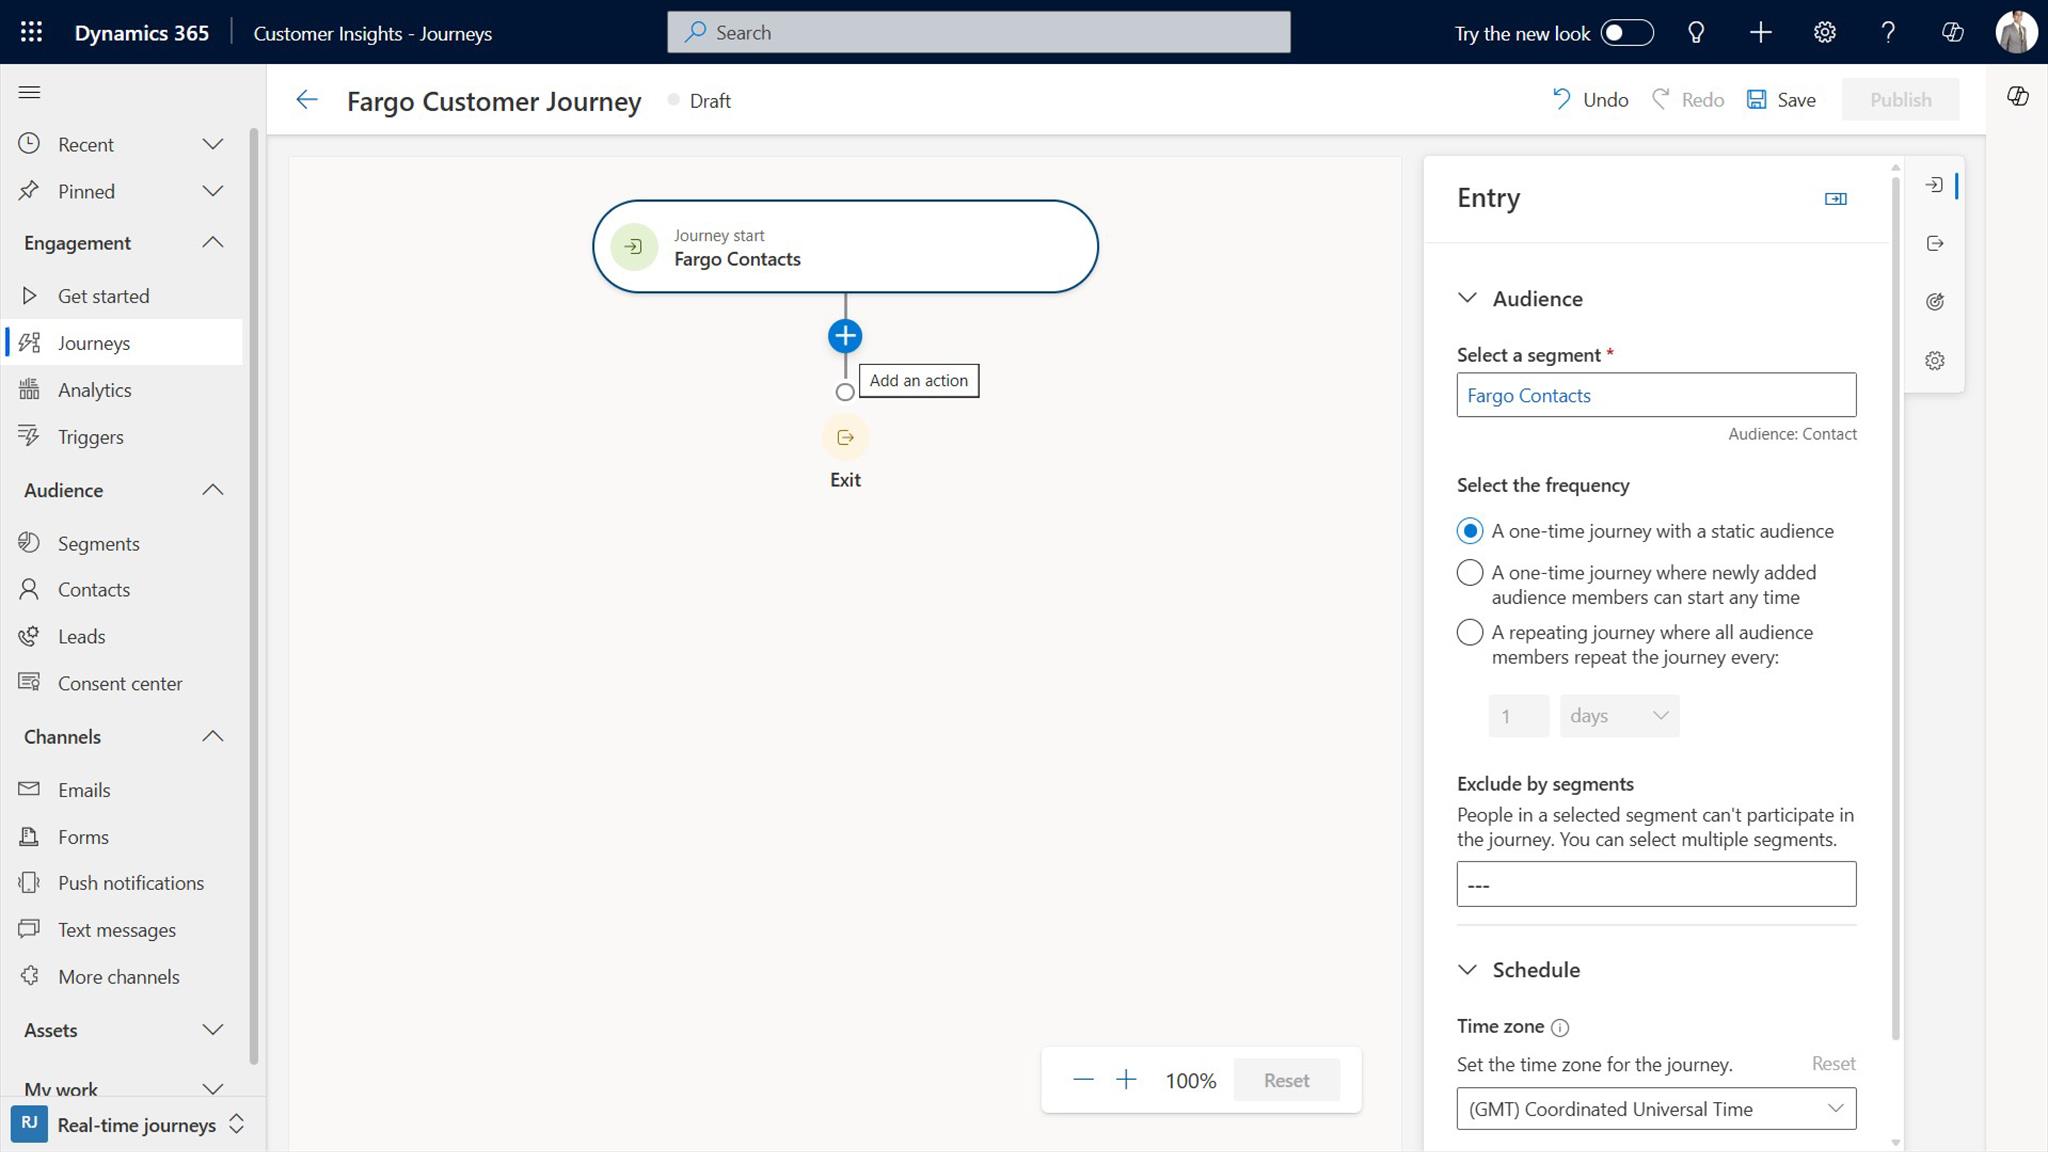 Dynamics 365
Customer Insights - Journeys
Search
Try the new look
Fargo Customer Journey
Draft
Undo
Redo
Save
Publish
Recent
Pinned
Engagement
Get started
Journeys
Analytics
Triggers
Audience
Segments
Contacts
Leads
Consent center
Channels
Emails
Forms
Push notifications
Text messages
More channels
Assets
My work
RJ
Real-time journeys
Journey start
Fargo Contacts
Add an action
Exit
100%
Reset
Entry
Audience
Select a segment *
Fargo Contacts
Audience: Contact
Select the frequency
A one-time journey with a static audience
A one-time journey where newly added
audience members can start any time
A repeating journey where all audience
members repeat the journey every:
1
days
Exclude by segments
People in a selected segment can't participate in
the journey. You can select multiple segments.
---
Schedule
Time zone
Set the time zone for the journey.
Reset
(GMT) Coordinated Universal Time